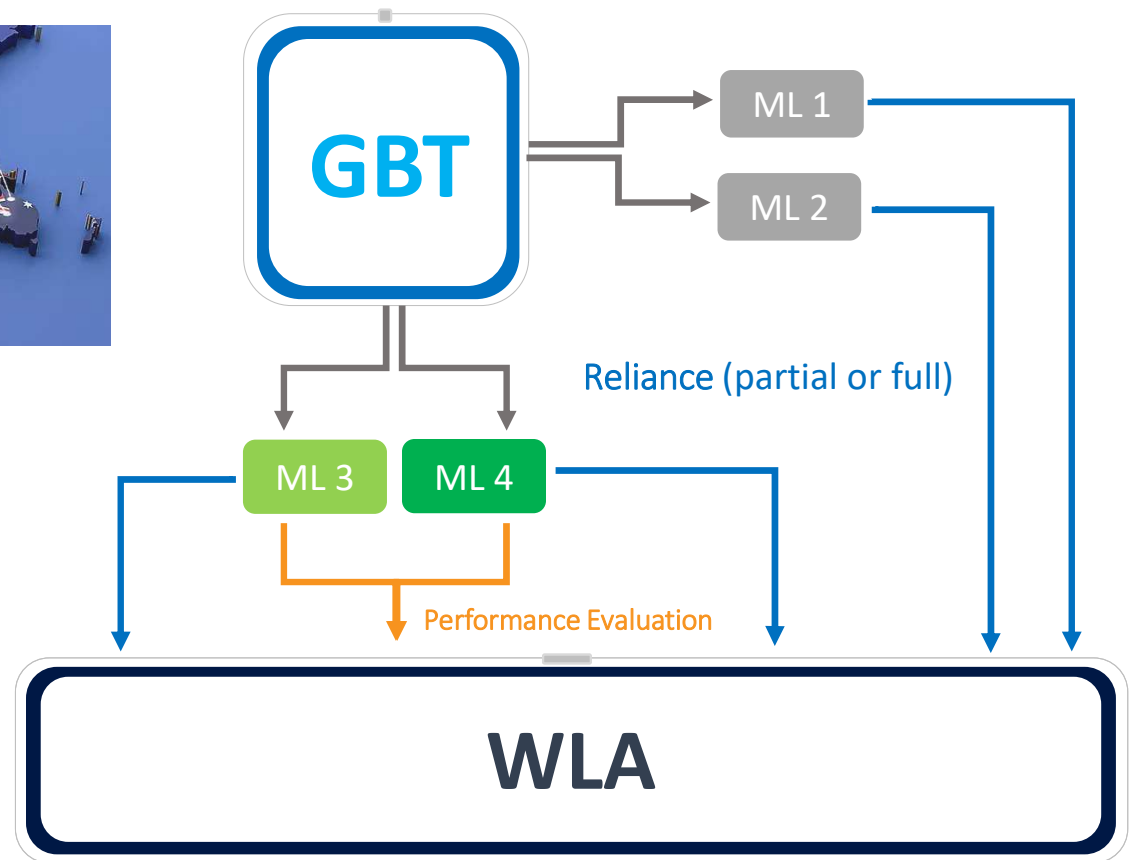 GBT
ML 1
ML 2
Reliance (partial or full)
ML 3
ML 4
Performance Evaluation
WLA